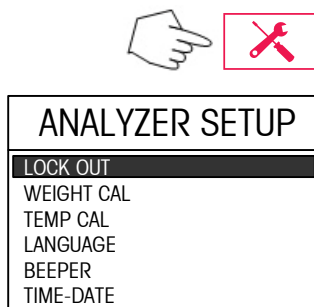 ANALYZER SETUP
LOCK OUT
WEIGHT CAL
TEMP CAL
LANGUAGE
BEEPER
TIME-DATE